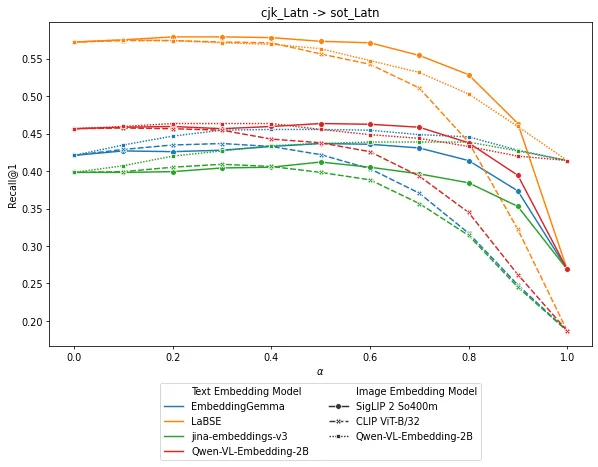 cjk_Latn -> sot_Latn
Recall@1
0.55
0.50
0.45
0.40
0.35
0.30
0.25
0.20
0.0 0.2 0.4 0.6 0.8 1.0
α
Text Embedding Model Image Embedding Model
EmbeddingGemma SigLIP 2 So400m
LaBSE CLIP ViT-B/32
jina-embeddings-v3 Qwen-VL-Embedding-2B
Qwen-VL-Embedding-2B